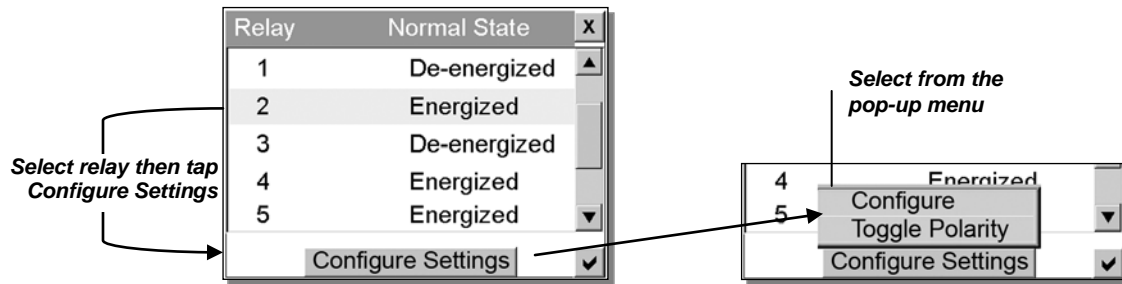 Relay Normal State X
1 De-energized
2 Energized
3 De-energized
4 Energized
5 Energized
Configure Settings
Select relay then tap
Configure Settings
Select from the
pop-up menu
4 Energized
5
Configure
Toggle Polarity
Configure Settings